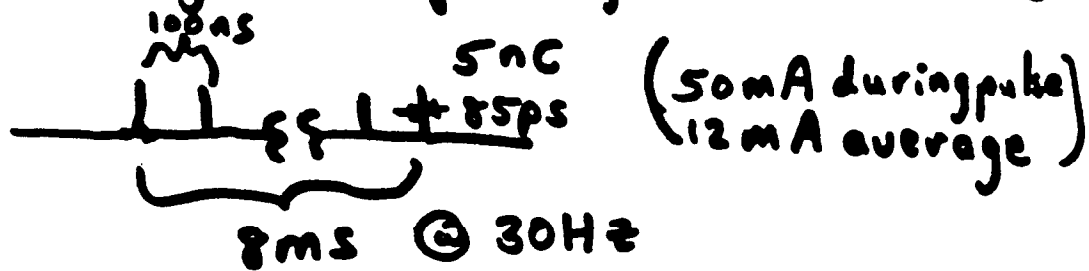 100ns
5nC
85ps
(50mA during pulse
12mA average)
8ms @ 30Hz